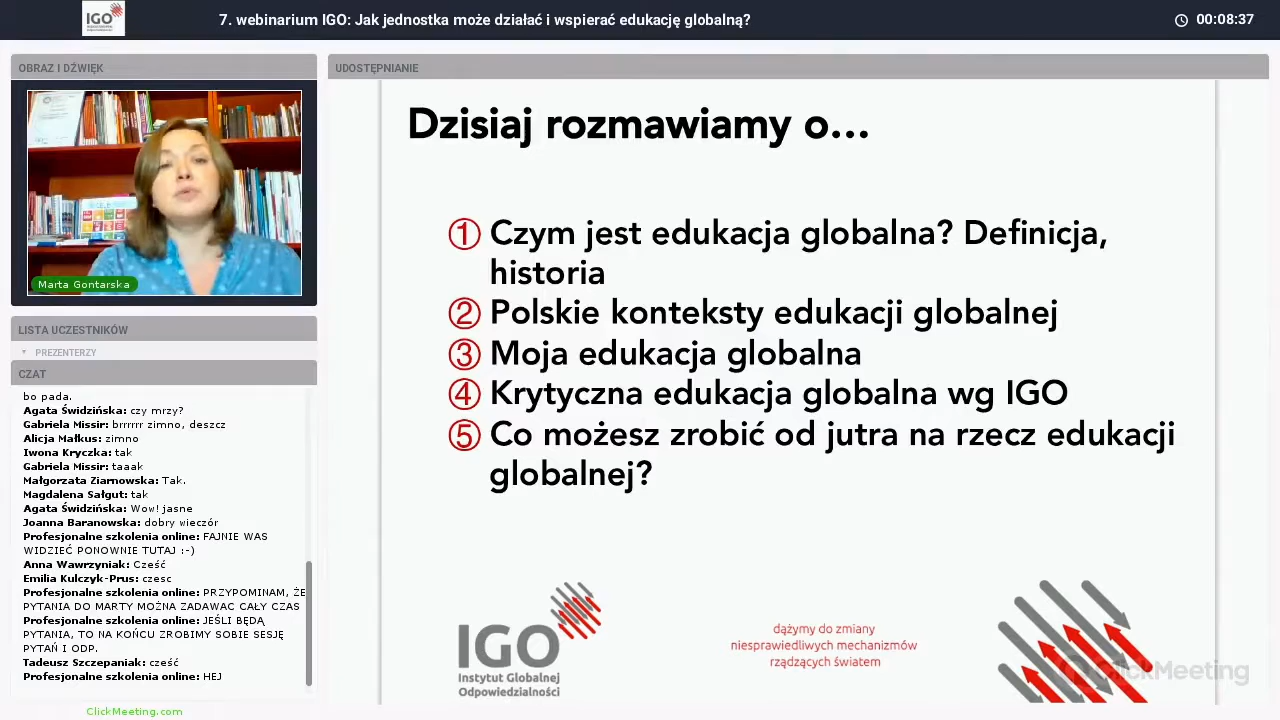 IGO
7. webinarium IGO: Jak jednostka może działać i wspierać edukację globalną?
00:08:37
OBRAZ I DŹWIĘK
Marta Gontarska
LISTA UCZESTNIKÓW
PREZENTERZY
CZAT
bo pada.
Agata Świdzińska: czy mrzy?
Gabriela Missir: brrrrrr zimno, deszcz
Alicja Małkus: zimno
Iwona Kryczka: tak
Gabriela Missir: taaak
Małgorzata Ziarnowska: Tak.
Magdalena Sałgut: tak
Agata Świdzińska: Wow! jasne
Joanna Baranowska: dobry wieczór
Profesjonalne szkolenia online: FAJNIE WAS
WIDZIEĆ PONOWNIE TUTAJ :-)
Anna Wawrzyniak: Cześć
Emilia Kulczyk-Prus: czesc
Profesjonalne szkolenia online: PRZYPOMINAM, ŻE
PYTANIA DO MARTY MOŻNA ZADAWAC CAŁY CZAS
Profesjonalne szkolenia online: JEŚLI BĘDĄ
PYTANIA, TO NA KOŃCU ZROBIMY SOBIE SESJĘ
PYTAŃ I ODP.
Tadeusz Szczepaniak: cześć
Profesjonalne szkolenia online: HEJ
ClickMeeting.com
UDOSTĘPNIANIE
Dzisiaj rozmawiamy o...
① Czym jest edukacja globalna? Definicja,
historia
② Polskie konteksty edukacji globalnej
③ Moja edukacja globalna
④ Krytyczna edukacja globalna wg IGO
⑤ Co możesz zrobić od jutra na rzecz edukacji
globalnej?
IGO
Instytut Globalnej
Odpowiedzialności
dążymy do zmiany
niesprawiedliwych mechanizmów
rządzących światem
ClickMeeting